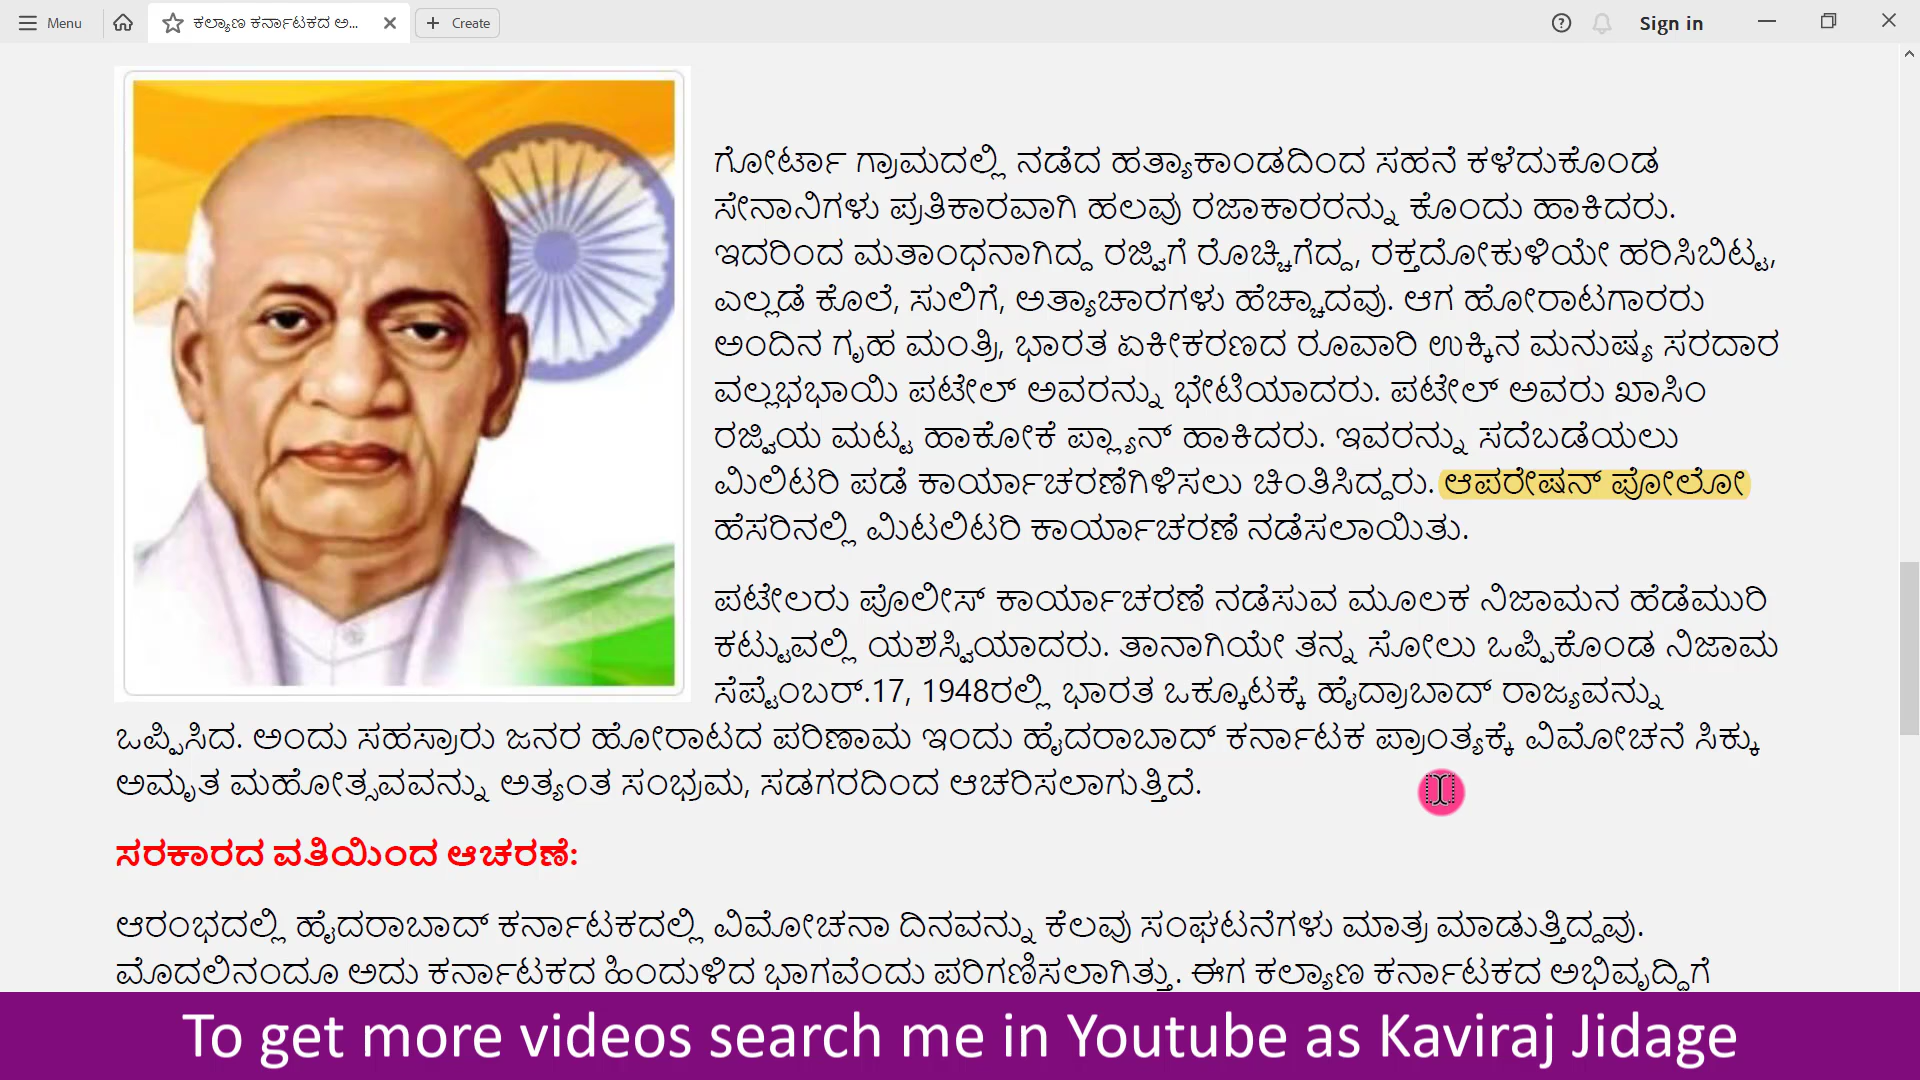 Menu
ಕಲ್ಯಾಣ ಕರ್ನಾಟಕದ ಅ...
Create
Sign in
ಗೋರ್ಟಾ ಗ್ರಾಮದಲ್ಲಿ ನಡೆದ ಹತ್ಯಾಕಾಂಡದಿಂದ ಸಹನೆ ಕಳೆದುಕೊಂಡ
ಸೇನಾನಿಗಳು ಪ್ರತಿಕಾರವಾಗಿ ಹಲವು ರಜಾಕಾರರನ್ನು ಕೊಂದು ಹಾಕಿದರು.
ಇದರಿಂದ ಮತಾಂಧನಾಗಿದ್ದ ರಜ್ವಿಗೆ ರೊಚ್ಚಿಗೆದ್ದ, ರಕ್ತದೋಕುಳಿಯೇ ಹರಿಸಿಬಿಟ್ಟ,
ಎಲ್ಲಡೆ ಕೊಲೆ, ಸುಲಿಗೆ, ಅತ್ಯಾಚಾರಗಳು ಹೆಚ್ಚಾದವು. ಆಗ ಹೋರಾಟಗಾರರು
ಅಂದಿನ ಗೃಹ ಮಂತ್ರಿ, ಭಾರತ ಏಕೀಕರಣದ ರೂವಾರಿ ಉಕ್ಕಿನ ಮನುಷ್ಯ ಸರದಾರ
ವಲ್ಲಭಭಾಯಿ ಪಟೇಲ್ ಅವರನ್ನು ಭೇಟಿಯಾದರು. ಪಟೇಲ್ ಅವರು ಖಾಸಿಂ
ರಜ್ವಿಯ ಮಟ್ಟ ಹಾಕೋಕೆ ಪ್ಲ್ಯಾನ್ ಹಾಕಿದರು. ಇವರನ್ನು ಸದೆಬಡೆಯಲು
ಮಿಲಿಟರಿ ಪಡೆ ಕಾರ್ಯಾಚರಣೆಗಿಳಿಸಲು ಚಿಂತಿಸಿದ್ದರು. ಆಪರೇಷನ್ ಪೋಲೋ
ಹೆಸರಿನಲ್ಲಿ ಮಿಟಲಿಟರಿ ಕಾರ್ಯಾಚರಣೆ ನಡೆಸಲಾಯಿತು.
ಪಟೇಲರು ಪೊಲೀಸ್ ಕಾರ್ಯಾಚರಣೆ ನಡೆಸುವ ಮೂಲಕ ನಿಜಾಮನ ಹೆಡೆಮುರಿ
ಕಟ್ಟುವಲ್ಲಿ ಯಶಸ್ವಿಯಾದರು. ತಾನಾಗಿಯೇ ತನ್ನ ಸೋಲು ಒಪ್ಪಿಕೊಂಡ ನಿಜಾಮ
ಸೆಪ್ಟೆಂಬರ್.17, 1948ರಲ್ಲಿ ಭಾರತ ಒಕ್ಕೂಟಕ್ಕೆ ಹೈದ್ರಾಬಾದ್ ರಾಜ್ಯವನ್ನು
ಒಪ್ಪಿಸಿದ. ಅಂದು ಸಹಸ್ರಾರು ಜನರ ಹೋರಾಟದ ಪರಿಣಾಮ ಇಂದು ಹೈದರಾಬಾದ್ ಕರ್ನಾಟಕ ಪ್ರಾಂತ್ಯಕ್ಕೆ ವಿಮೋಚನೆ ಸಿಕ್ಕು
ಅಮೃತ ಮಹೋತ್ಸವವನ್ನು ಅತ್ಯಂತ ಸಂಭ್ರಮ, ಸಡಗರದಿಂದ ಆಚರಿಸಲಾಗುತ್ತಿದೆ.
ಸರಕಾರದ ವತಿಯಿಂದ ಆಚರಣೆ:
ಆರಂಭದಲ್ಲಿ ಹೈದರಾಬಾದ್ ಕರ್ನಾಟಕದಲ್ಲಿ ವಿಮೋಚನಾ ದಿನವನ್ನು ಕೆಲವು ಸಂಘಟನೆಗಳು ಮಾತ್ರ ಮಾಡುತ್ತಿದ್ದವು.
ಮೊದಲಿನಂದೂ ಅದು ಕರ್ನಾಟಕದ ಹಿಂದುಳಿದ ಭಾಗವೆಂದು ಪರಿಗಣಿಸಲಾಗಿತ್ತು. ಈಗ ಕಲ್ಯಾಣ ಕರ್ನಾಟಕದ ಅಭಿವೃದ್ಧಿಗೆ
To get more videos search me in Youtube as Kaviraj Jidage